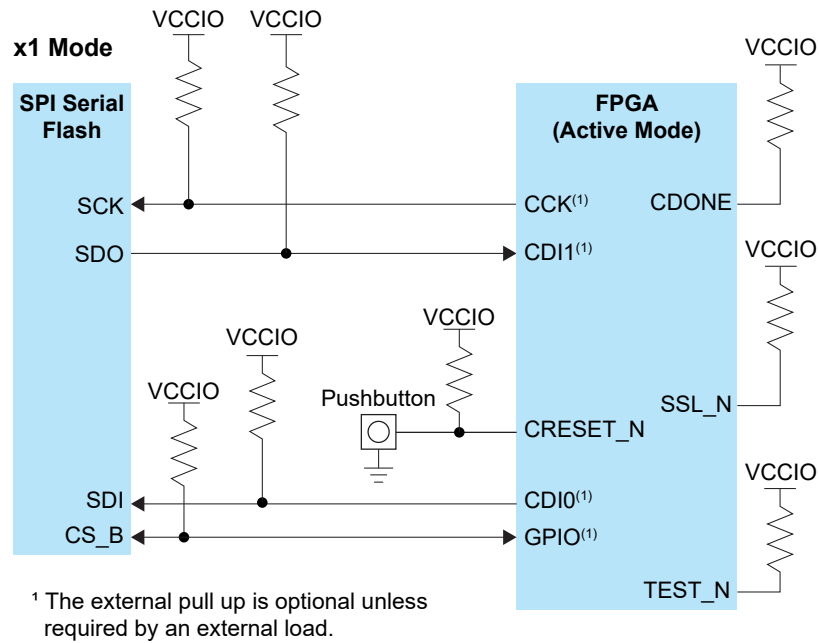 VCCIO VCCIO
x1 Mode
VCCIO
SPI Serial
Flash
FPGA
(Active Mode)
SCK
CCK⁽¹⁾
CDONE
SDO
CDI1⁽¹⁾
VCCIO
VCCIO
VCCIO
VCCIO
Pushbutton
SSL_N
CRESET_N
VCCIO
SDI
CDI0⁽¹⁾
CS_B
GPIO⁽¹⁾
TEST_N
¹ The external pull up is optional unless
required by an external load.